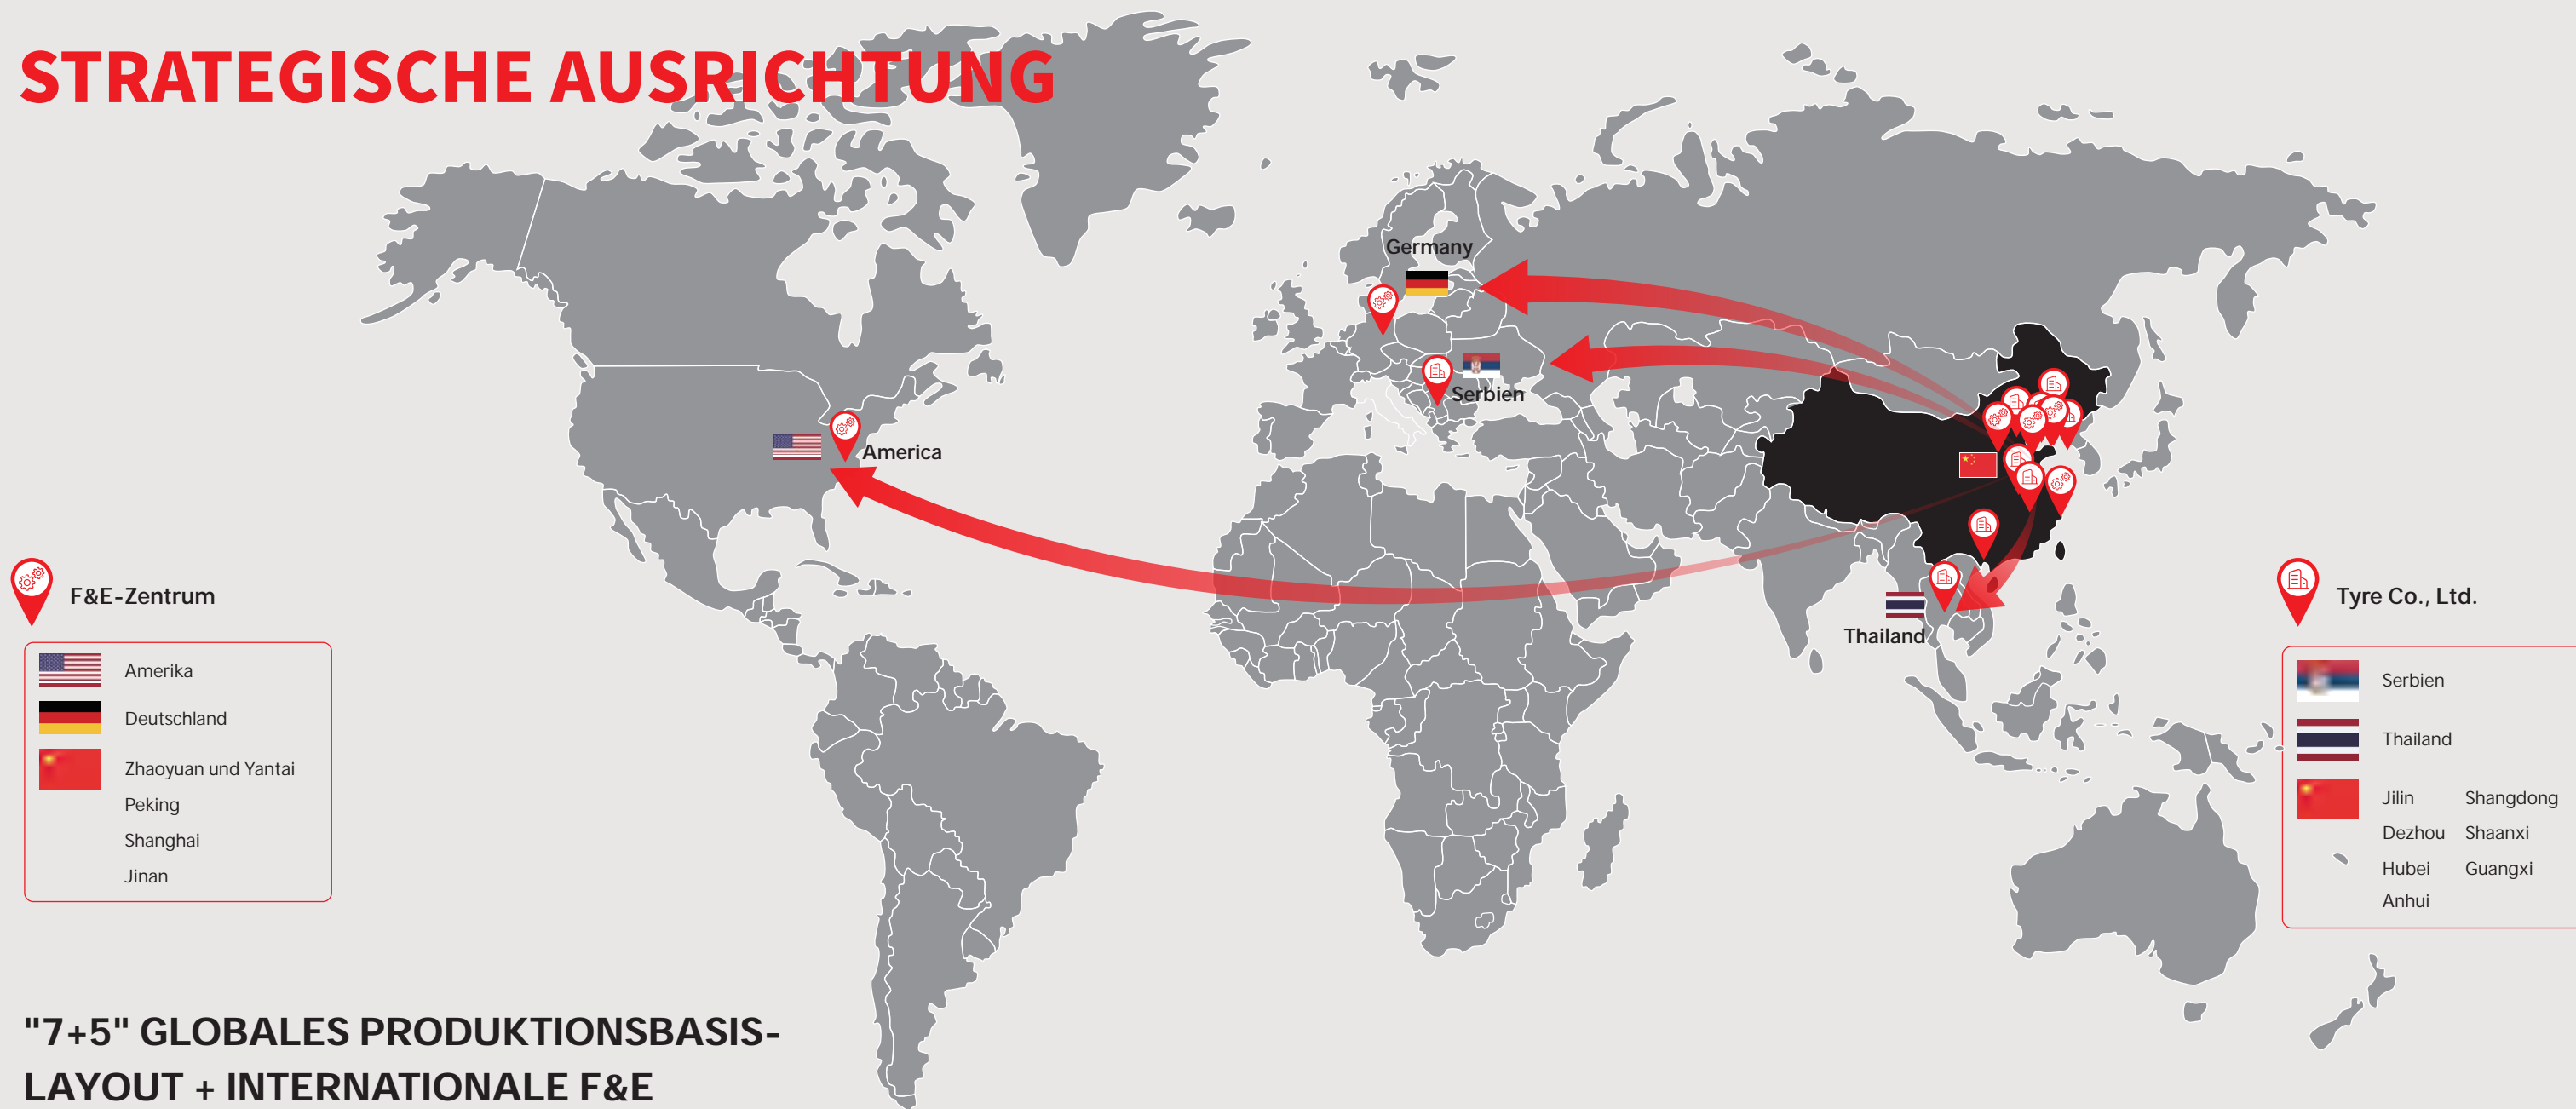 STRATEGISCHE AUSRICHTUNG
Germany
Serbien
America
Thailand
F&E-Zentrum
Amerika
Deutschland
Zhaoyuan und Yantai
Peking
Shanghai
Jinan
Tyre Co., Ltd.
Serbien
Thailand
Jilin Shangdong
Dezhou Shaanxi
Hubei Guangxi
Anhui
"7+5" GLOBALES PRODUKTIONSBASIS-
LAYOUT + INTERNATIONALE F&E